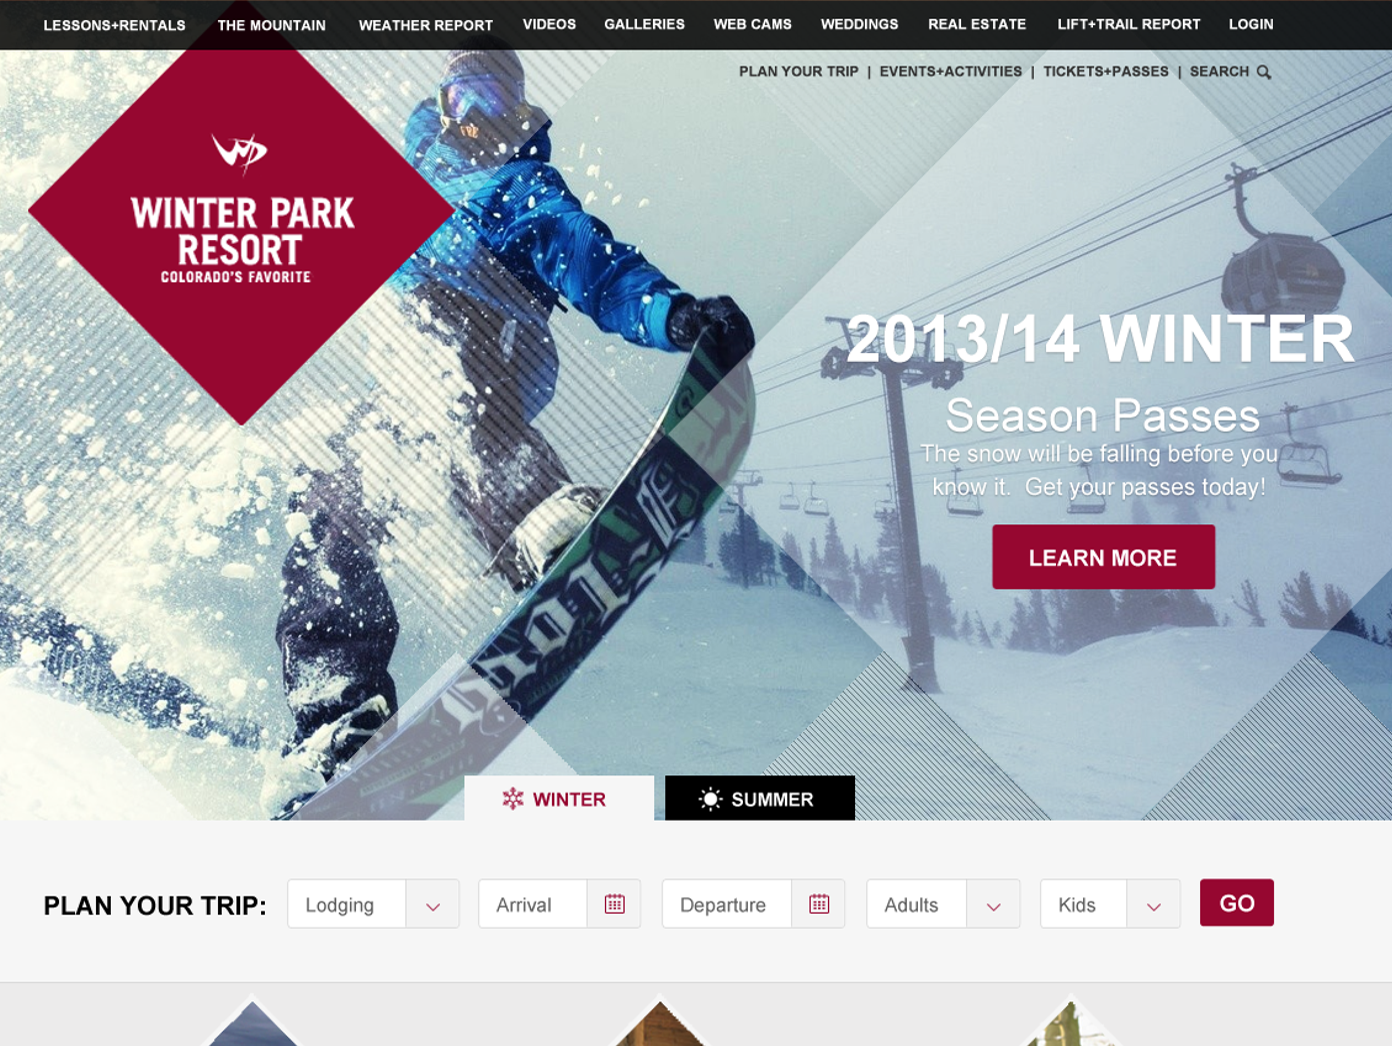 LESSONS+RENTALS THE MOUNTAIN WEATHER REPORT VIDEOS GALLERIES WEB CAMS WEDDINGS REAL ESTATE LIFT+TRAIL REPORT LOGIN
PLAN YOUR TRIP | EVENTS+ACTIVITIES | TICKETS+PASSES | SEARCH
WINTER PARK
RESORT
COLORADO'S FAVORITE
2013/14 WINTER
Season Passes
The snow will be falling before you
know it. Get your passes today!
LEARN MORE
WINTER SUMMER
PLAN YOUR TRIP: Lodging Arrival Departure Adults Kids GO